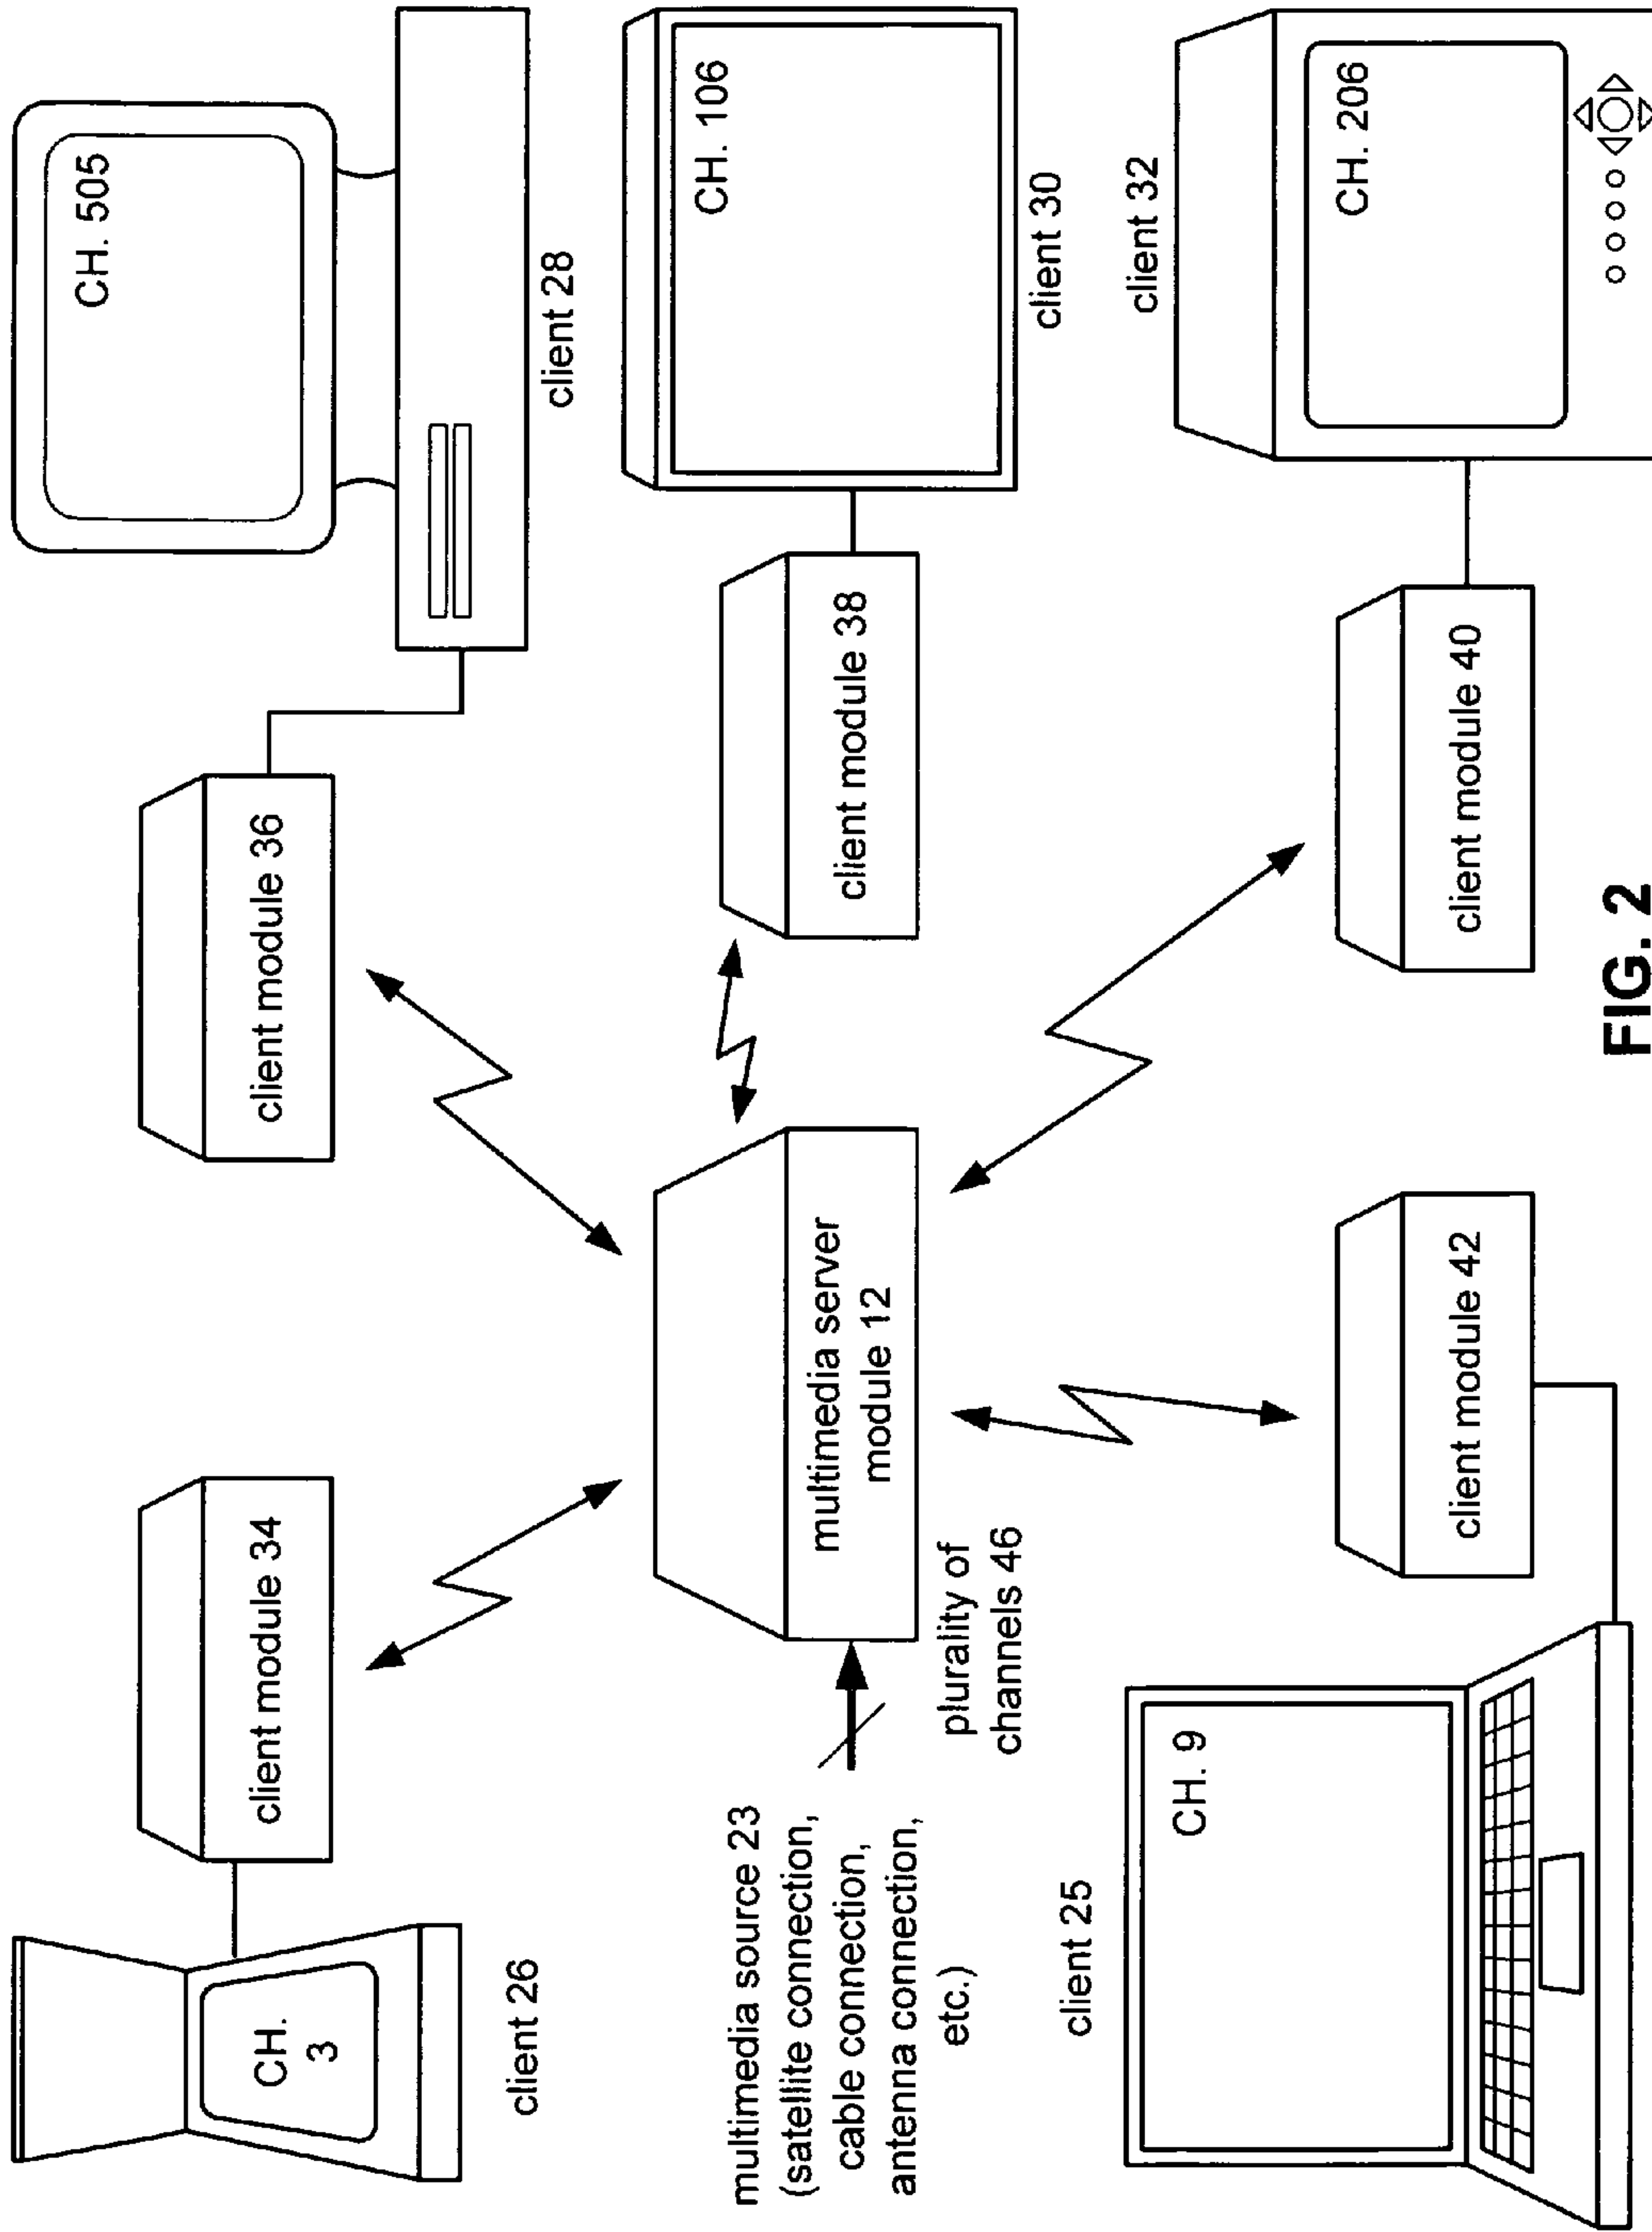 CH.
3
client 26
client module 34
client module 36
CH. 505
client 28
multimedia source 23
(satellite connection,
cable connection,
antenna connection,
etc.)
plurality of
channels 46
multimedia server
module 12
client module 38
CH. 106
client 30
client 25
CH. 9
client module 42
client module 40
client 32
CH. 206
FIG. 2